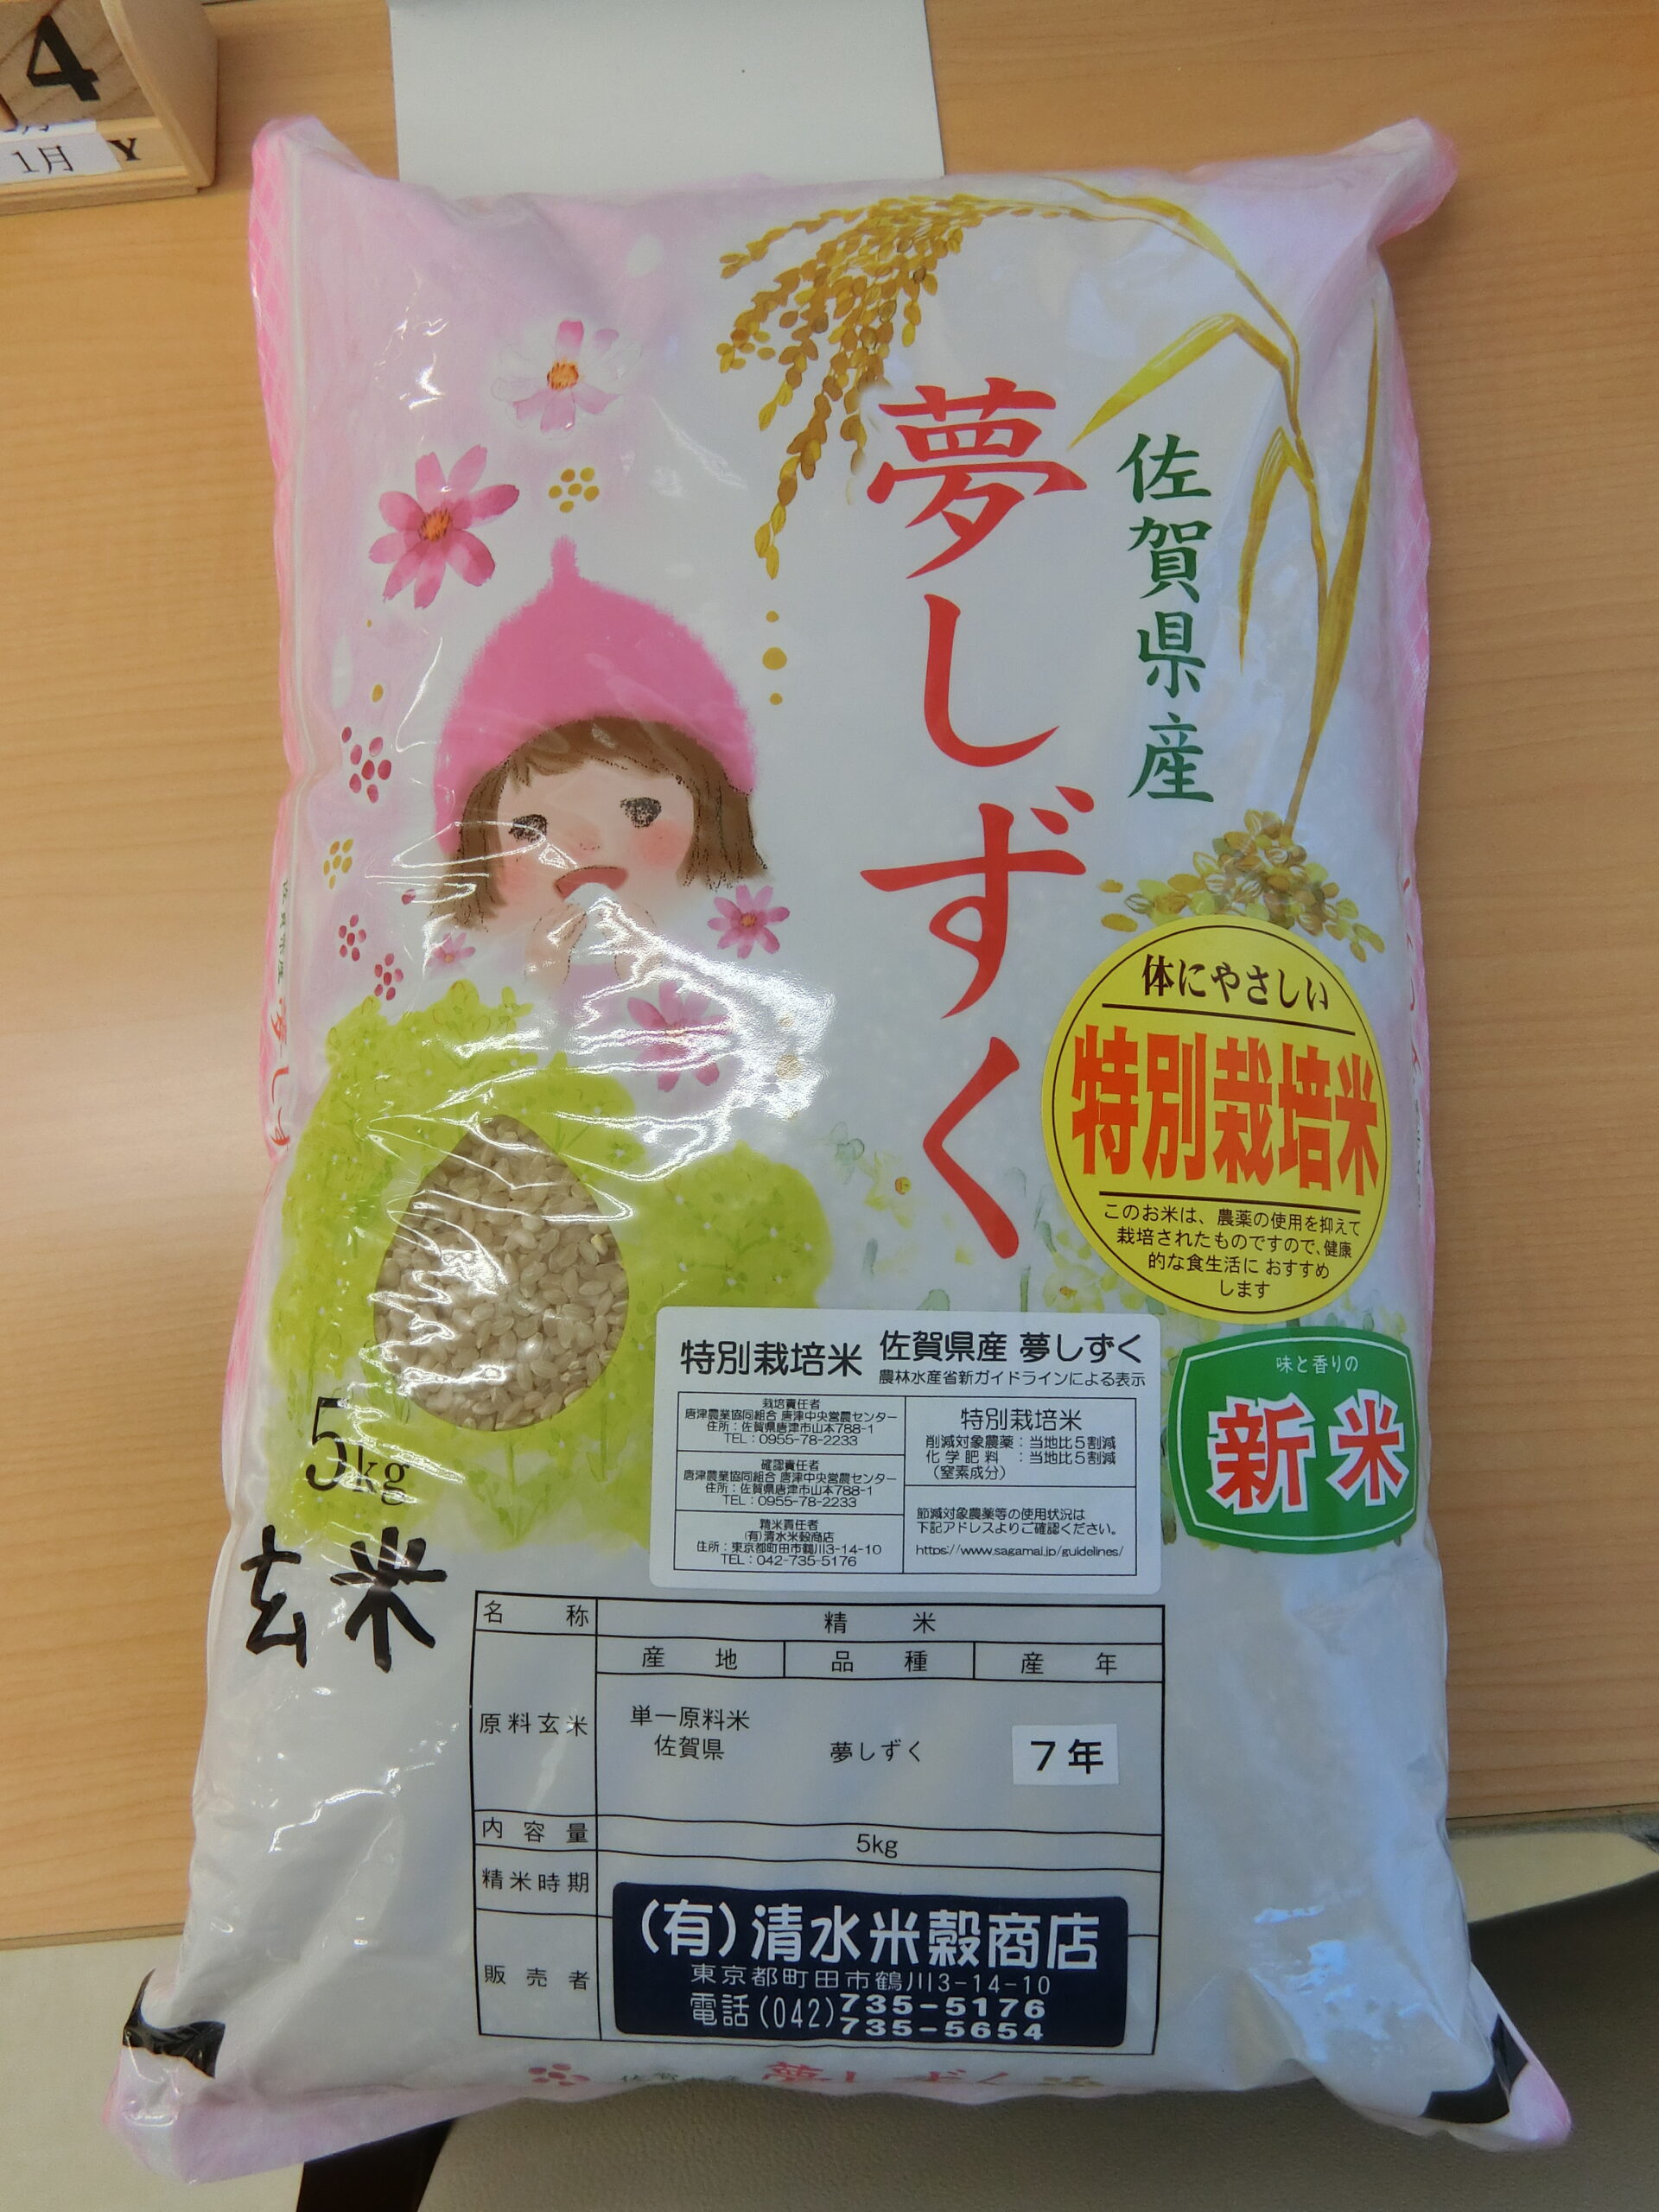 4
1月
Y
佐賀県産
夢しずく
体にやさしい
特別栽培米
このお米は、農薬の使用を抑えて
栽培されたものですので、健康
的な食生活に おすすめ
します
味と香りの
新米
5kg
玄米
特別栽培米
佐賀県産 夢しずく
農林水産省新ガイドラインによる表示
栽培責任者
唐津農業協同組合 唐津中央営農センター
住所：佐賀県唐津市山本788-1
TEL：0955-78-2233
確認責任者
唐津農業協同組合 唐津中央営農センター
住所：佐賀県唐津市山本788-1
TEL：0955-78-2233
精米責任者
(有)清水米穀商店
住所：東京都町田市鶴川3-14-10
TEL：042-735-5176
特別栽培米
削減対象農薬：当地比５割減
化学肥料：当地比５割減
（窒素成分）
節減対象農薬等の使用状況は
下記アドレスよりご確認ください。
https://www.sagamai.jp/guidelines/
名称 精米
産地 品種 産年
原料玄米
単一原料米
佐賀県 夢しずく 7年
内容量 5kg
精米時期
販売者
(有)清水米穀商店
東京都町田市鶴川3-14-10
電話(042)735-5176
735-5654
夢しずく